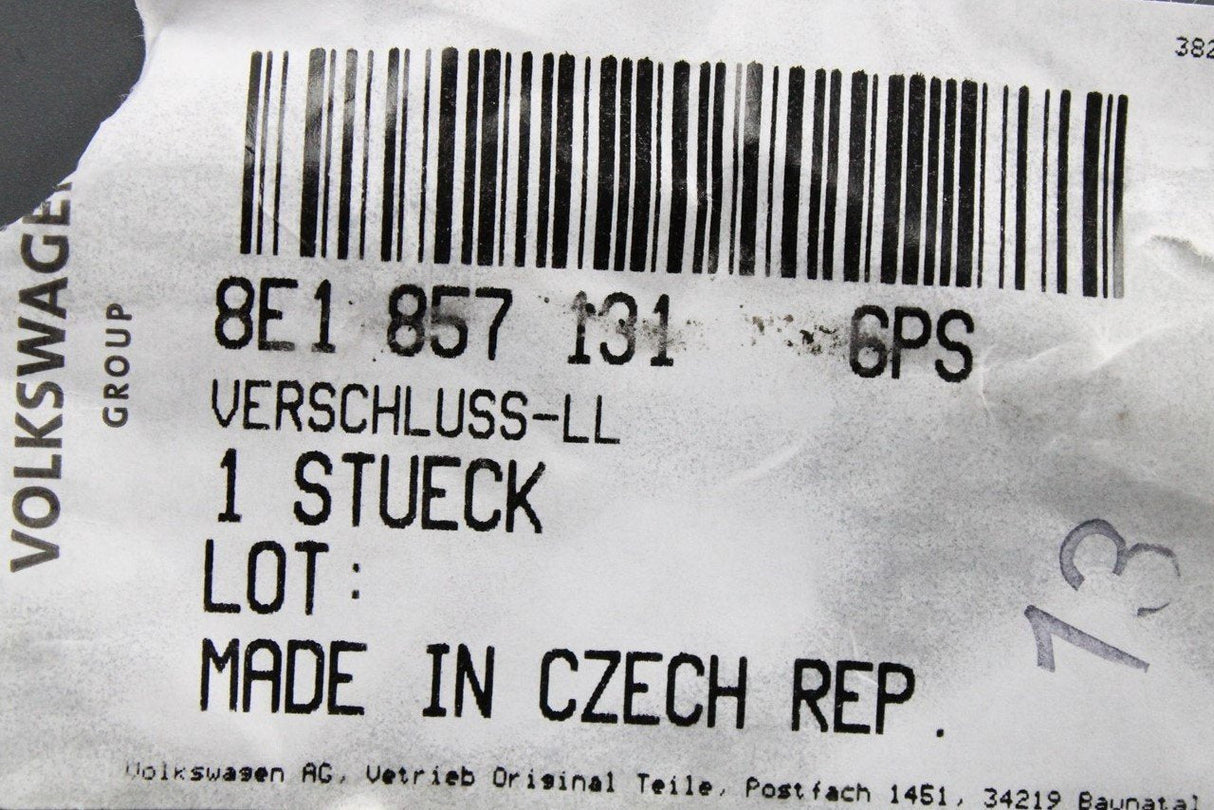 382
VOLKSWAGEN
GROUP
8E1 857 131 6PS
VERSCHLUSS-LL
1 STUECK
LOT:
MADE IN CZECH REP.
13
Volkswagen AG, Vetrieb Original Teile, Postfach 1451, 34219 Baunatal